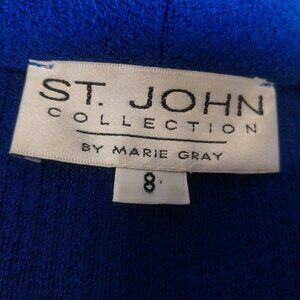 ST. JOHN
COLLECTION
BY MARIE GRAY
8